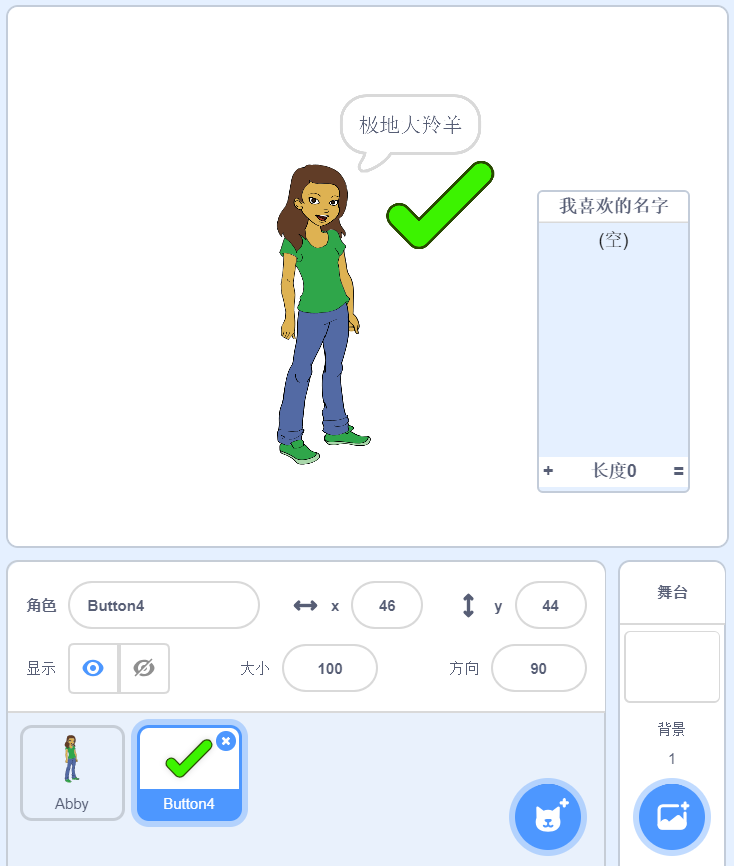 极地大羚羊
我喜欢的名字
(空)
+ 长度0 =
角色 Button4 x 46 y 44
显示 大小 100 方向 90
Abby
Button4
舞台
背景
1